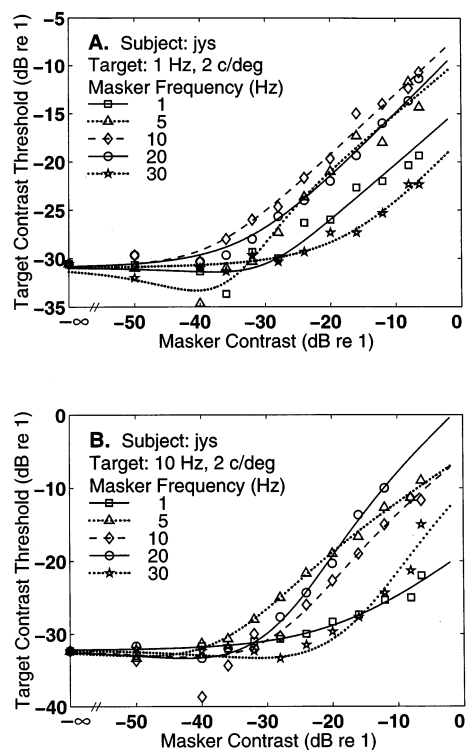 A. Subject: jys
Target: 1 Hz, 2 c/deg
Masker Frequency (Hz)
1
5
10
20
30
Target Contrast Threshold (dB re 1)
−5
−10
−15
−20
−25
−30
−35
−∞ −50 −40 −30 −20 −10 0
Masker Contrast (dB re 1)
B. Subject: jys
Target: 10 Hz, 2 c/deg
Masker Frequency (Hz)
1
5
10
20
30
Target Contrast Threshold (dB re 1)
0
−10
−20
−30
−40
−∞ −50 −40 −30 −20 −10 0
Masker Contrast (dB re 1)